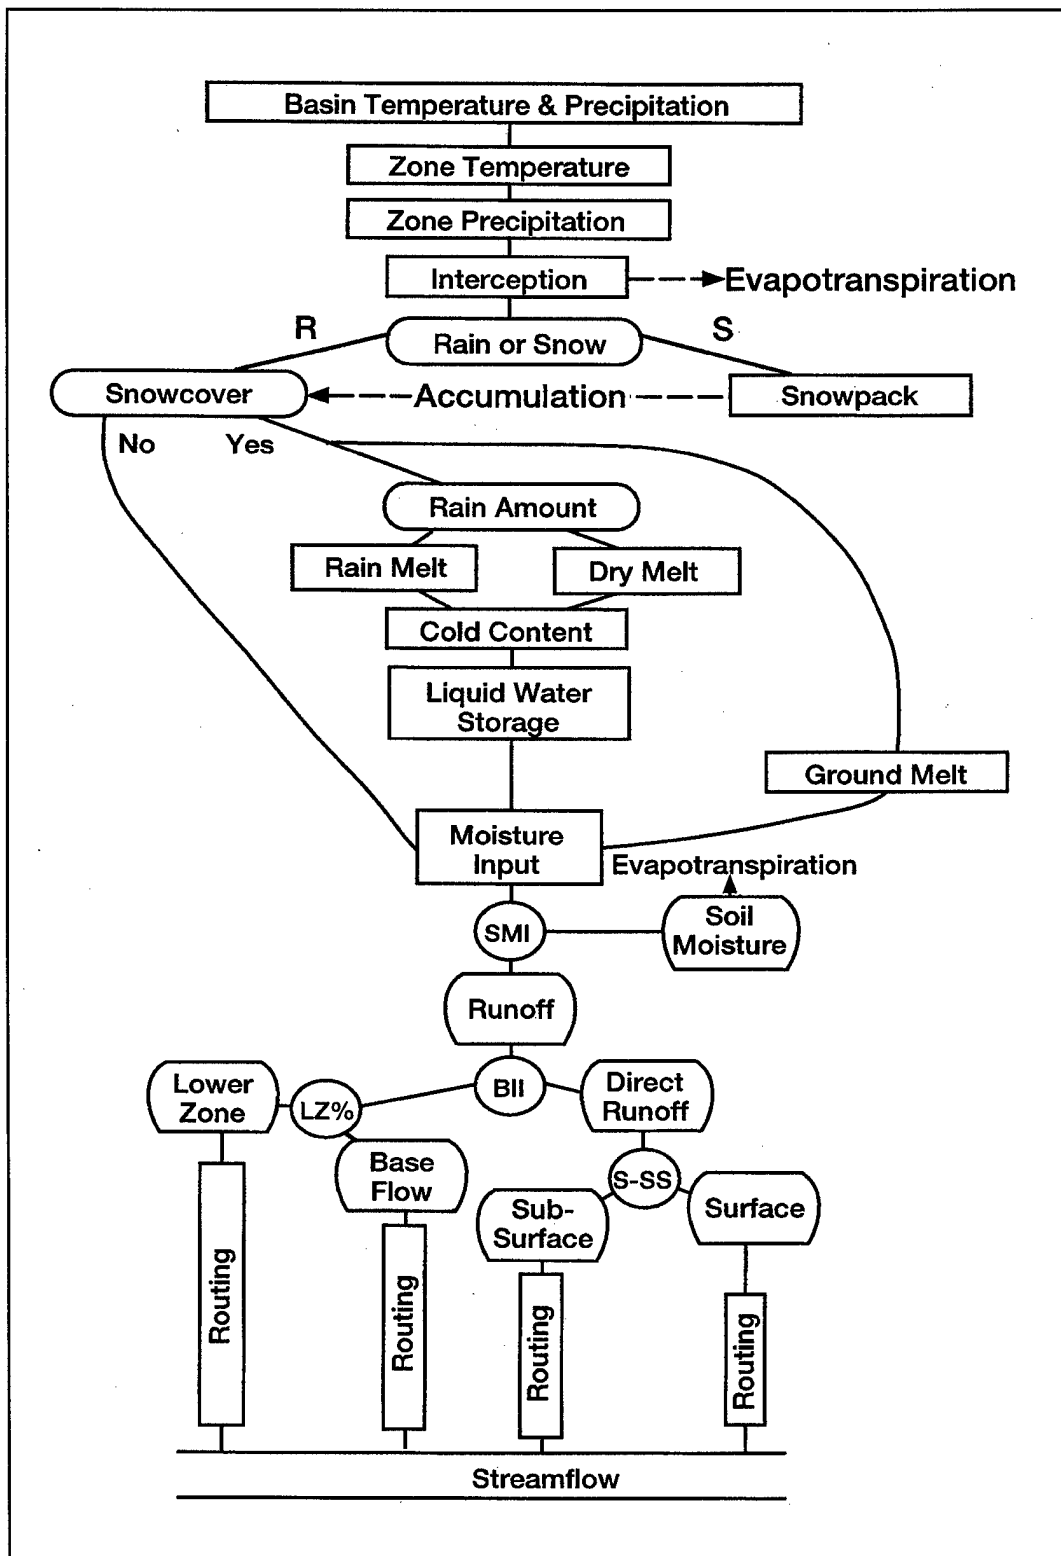 Basin Temperature & Precipitation
Zone Temperature
Zone Precipitation
Interception
Evapotranspiration
R
S
Rain or Snow
Snowcover
Accumulation
Snowpack
No
Yes
Rain Amount
Rain Melt
Dry Melt
Cold Content
Liquid Water
Storage
Ground Melt
Moisture
Input
Evapotranspiration
SMI
Soil
Moisture
Runoff
BII
Direct
Runoff
Lower
Zone
LZ%
Base
Flow
S-SS
Sub-
Surface
Surface
Routing
Routing
Routing
Routing
Streamflow